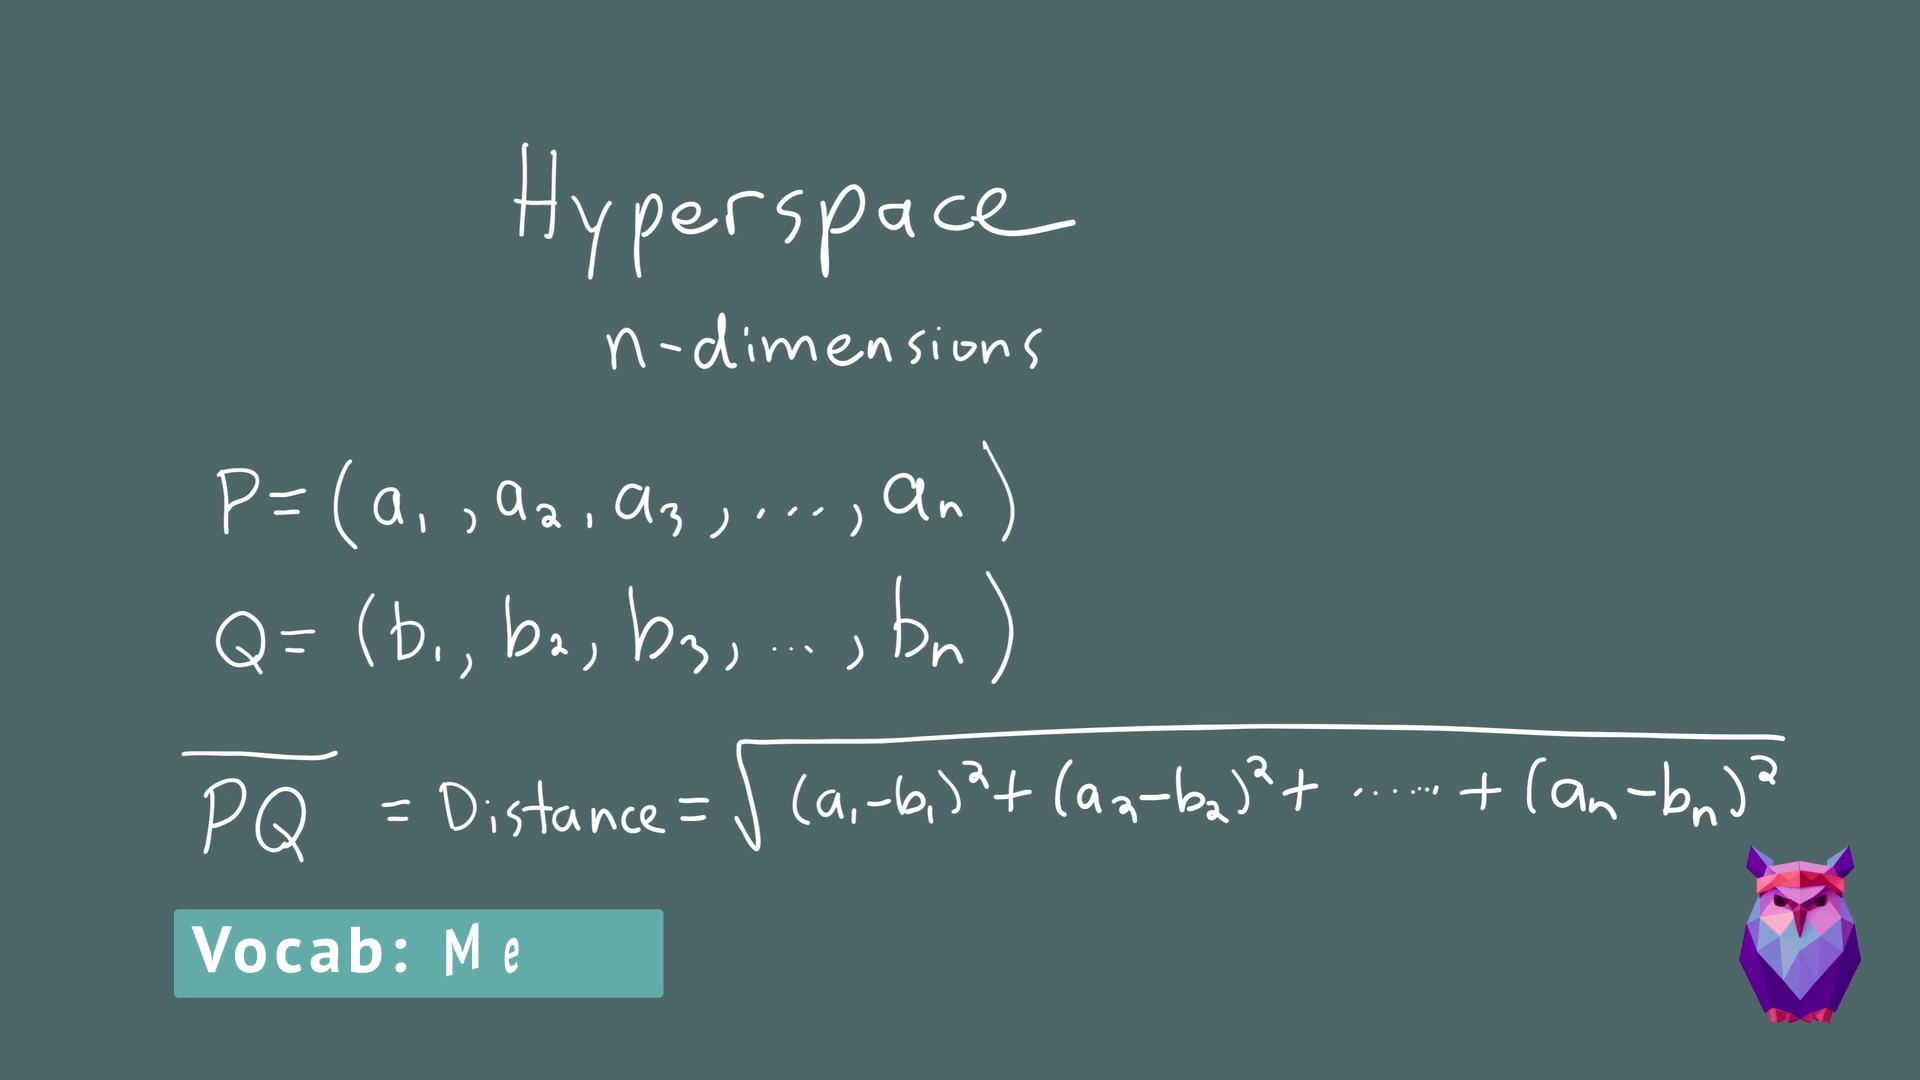 Hyperspace
n-dimensions
P = (a₁, a₂, a₃, ..., aₙ)
Q = (b₁, b₂, b₃, ..., bₙ)
P̅Q̅ = Distance = √((a₁-b₁)² + (a₂-b₂)² + ...... + (aₙ-bₙ)²)
Vocab: Me